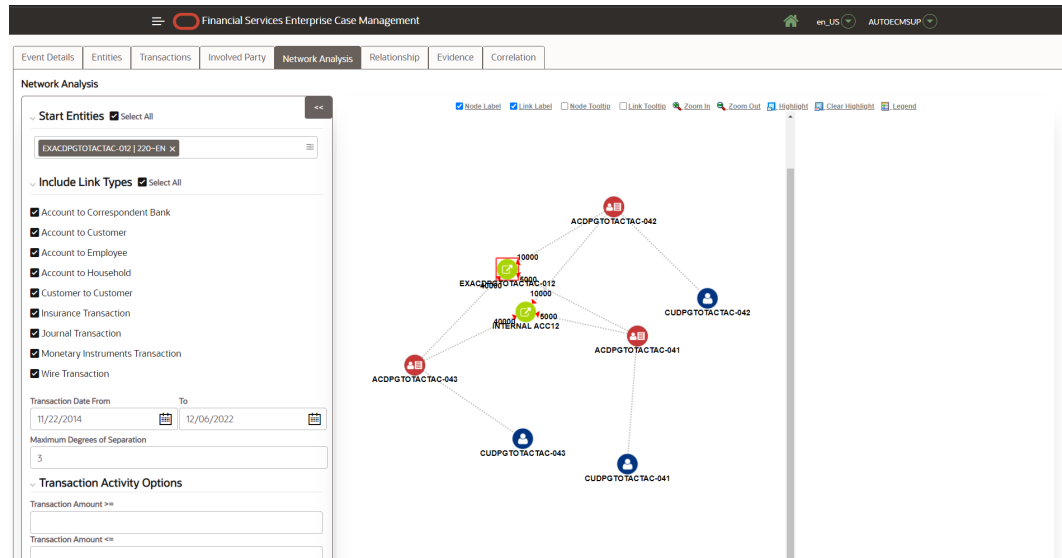 Financial Services Enterprise Case Management
en_US
AUTOECMSUP
Event Details
Entities
Transactions
Involved Party
Network Analysis
Relationship
Evidence
Correlation
Network Analysis
<<
Start Entities Select All
EXACDPGTOTACTAC-012 | 220-EN ×
Include Link Types Select All
Account to Correspondent Bank
Account to Customer
Account to Employee
Account to Household
Customer to Customer
Insurance Transaction
Journal Transaction
Monetary Instruments Transaction
Wire Transaction
Transaction Date From To
11/22/2014 12/06/2022
Maximum Degrees of Separation
3
Transaction Activity Options
Transaction Amount >=
Transaction Amount <=
Node Label Link Label Node Tooltip Link Tooltip Zoom In Zoom Out Highlight Clear Highlight Legend
ACDPGTOTACTAC-042
10000
5000
40000
EXACDPGTOTACTAC-012
10000
CUDPGTOTACTAC-042
5000
40000
INTERNAL ACC12
ACDPGTOTACTAC-041
ACDPGTOTACTAC-043
CUDPGTOTACTAC-043
CUDPGTOTACTAC-041